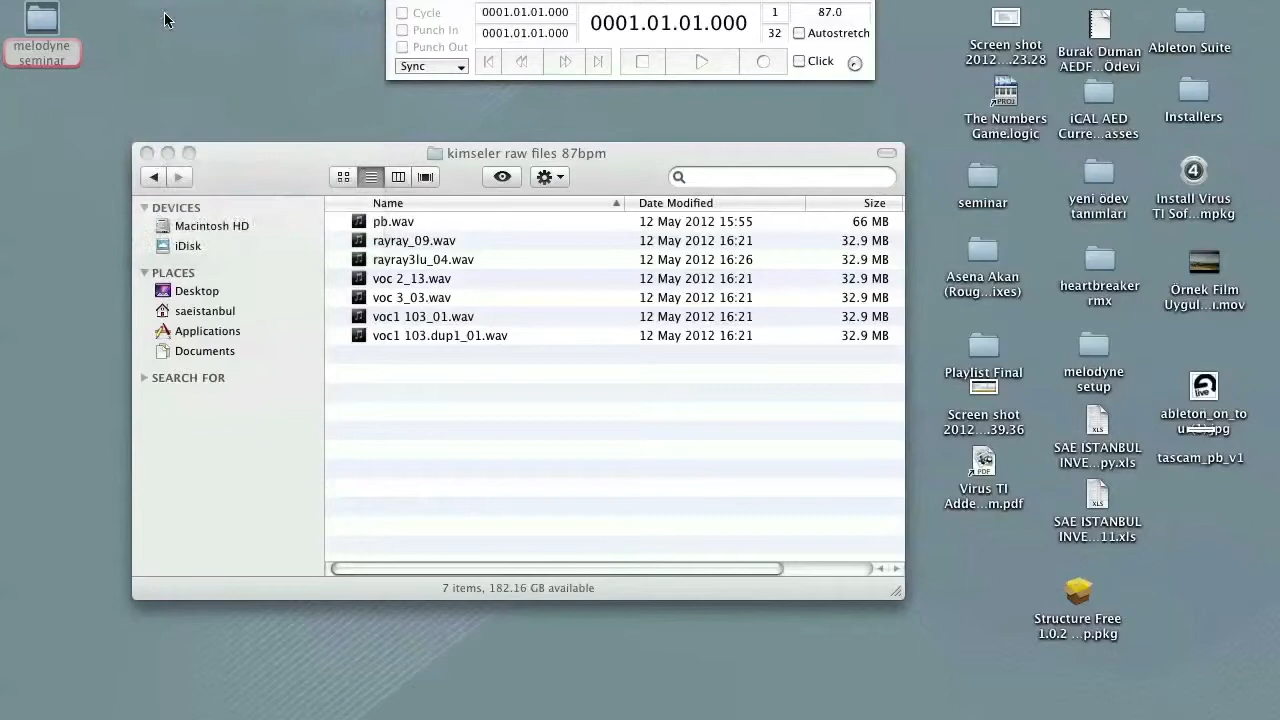 melodyne
seminar
Cycle
Punch In
Punch Out
Sync
0001.01.01.000
0001.01.01.000
0001.01.01.000
1
32
87.0
Autostretch
Click
kimseler raw files 87bpm
DEVICES
Macintosh HD
iDisk
PLACES
Desktop
saeistanbul
Applications
Documents
SEARCH FOR
Name Date Modified Size
pb.wav 12 May 2012 15:55 66 MB
rayray_09.wav 12 May 2012 16:21 32.9 MB
rayray3lu_04.wav 12 May 2012 16:26 32.9 MB
voc 2_13.wav 12 May 2012 16:21 32.9 MB
voc 3_03.wav 12 May 2012 16:21 32.9 MB
voc1 103_01.wav 12 May 2012 16:21 32.9 MB
voc1 103.dup1_01.wav 12 May 2012 16:21 32.9 MB
7 items, 182.16 GB available
Screen shot
2012....23.28
Burak Duman
AEDF... Ödevi
Ableton Suite
PROJ
The Numbers
Game.logic
iCAL AED
Curre...asses
Installers
seminar
yeni ödev
tanımları
4
Install Virus
TI Sof...mpkg
Asena Akan
(Roug...ixes)
heartbreaker
rmx
Örnek Film
Uygul...ı.mov
Playlist Final
melodyne
setup
live
Screen shot
2012....39.36
XLS
SAE ISTANBUL
INVE...py.xls
ableton_on_to
tascam_pb_v1
PDF
Virus TI
Adde...m.pdf
XLS
SAE ISTANBUL
INVE...11.xls
Structure Free
1.0.2 ...p.pkg